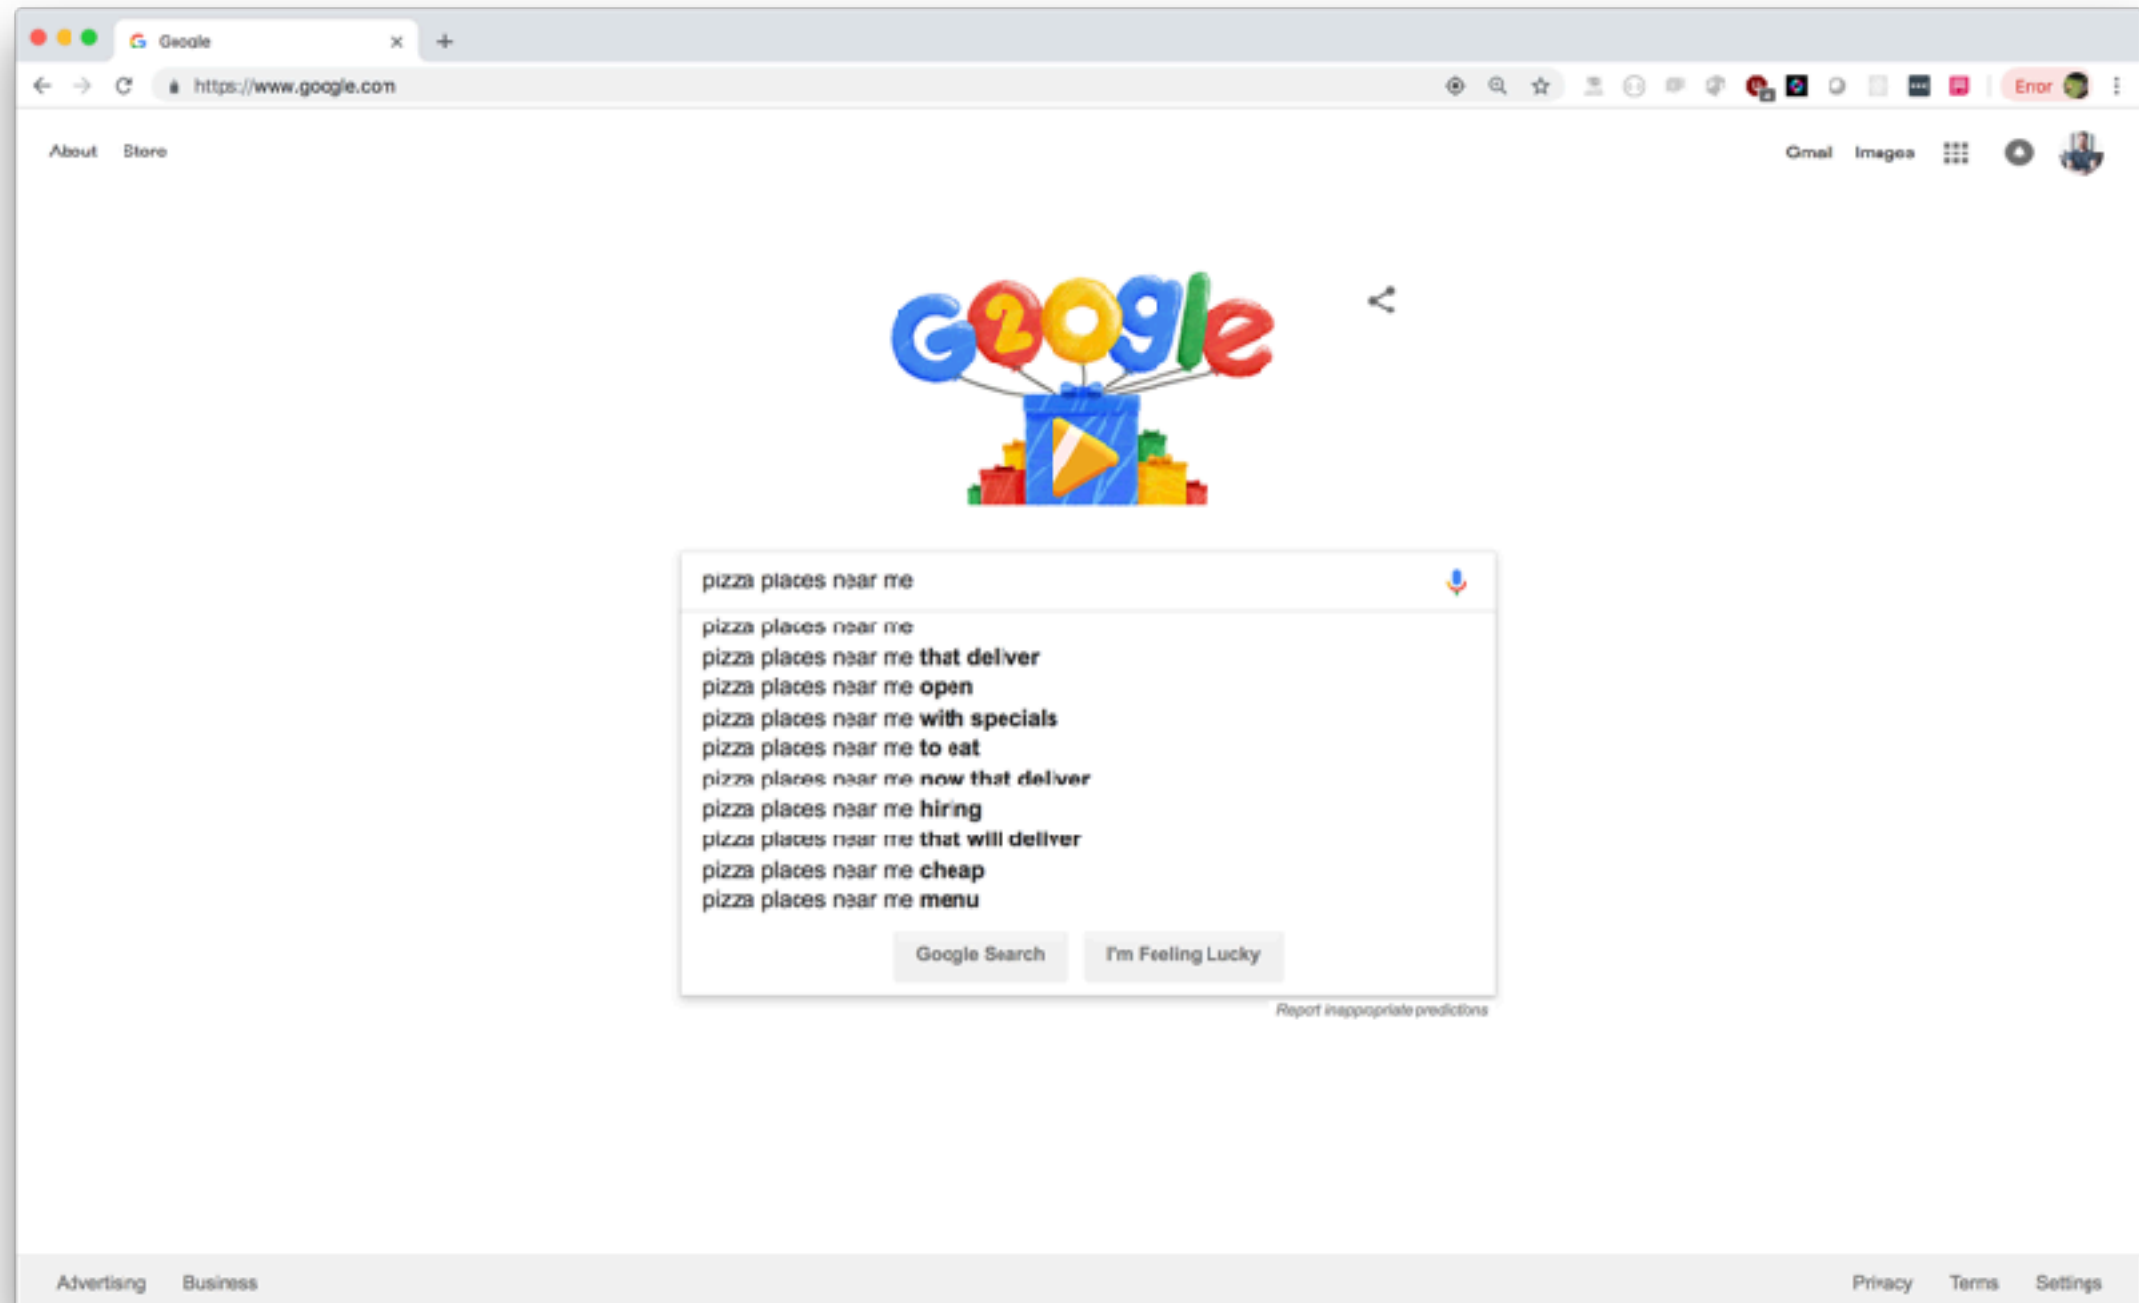 Google
https://www.google.com
Error
About Store
Gmail Images
G2OgIe
pizza places near me
pizza places near me
pizza places near me that deliver
pizza places near me open
pizza places near me with specials
pizza places near me to eat
pizza places near me now that deliver
pizza places near me hiring
pizza places near me that will deliver
pizza places near me cheap
pizza places near me menu
Google Search I'm Feeling Lucky
Report inappropriate predictions
Advertising Business
Privacy Terms Settings